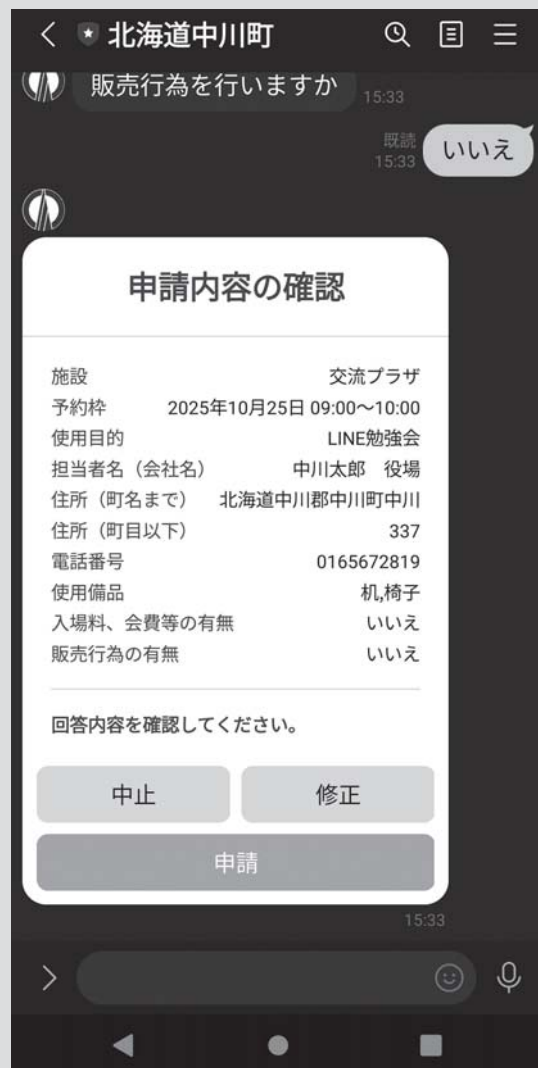 北海道中川町
販売行為を行いますか
15:33
既読
15:33
いいえ
申請内容の確認
施設 交流プラザ
予約枠 2025年10月25日 09:00〜10:00
使用目的 LINE勉強会
担当者名（会社名） 中川太郎　役場
住所（町名まで） 北海道中川郡中川町中川
住所（町目以下） 337
電話番号 0165672819
使用備品 机,椅子
入場料、会費等の有無 いいえ
販売行為の有無 いいえ
回答内容を確認してください。
中止 修正
申請
15:33